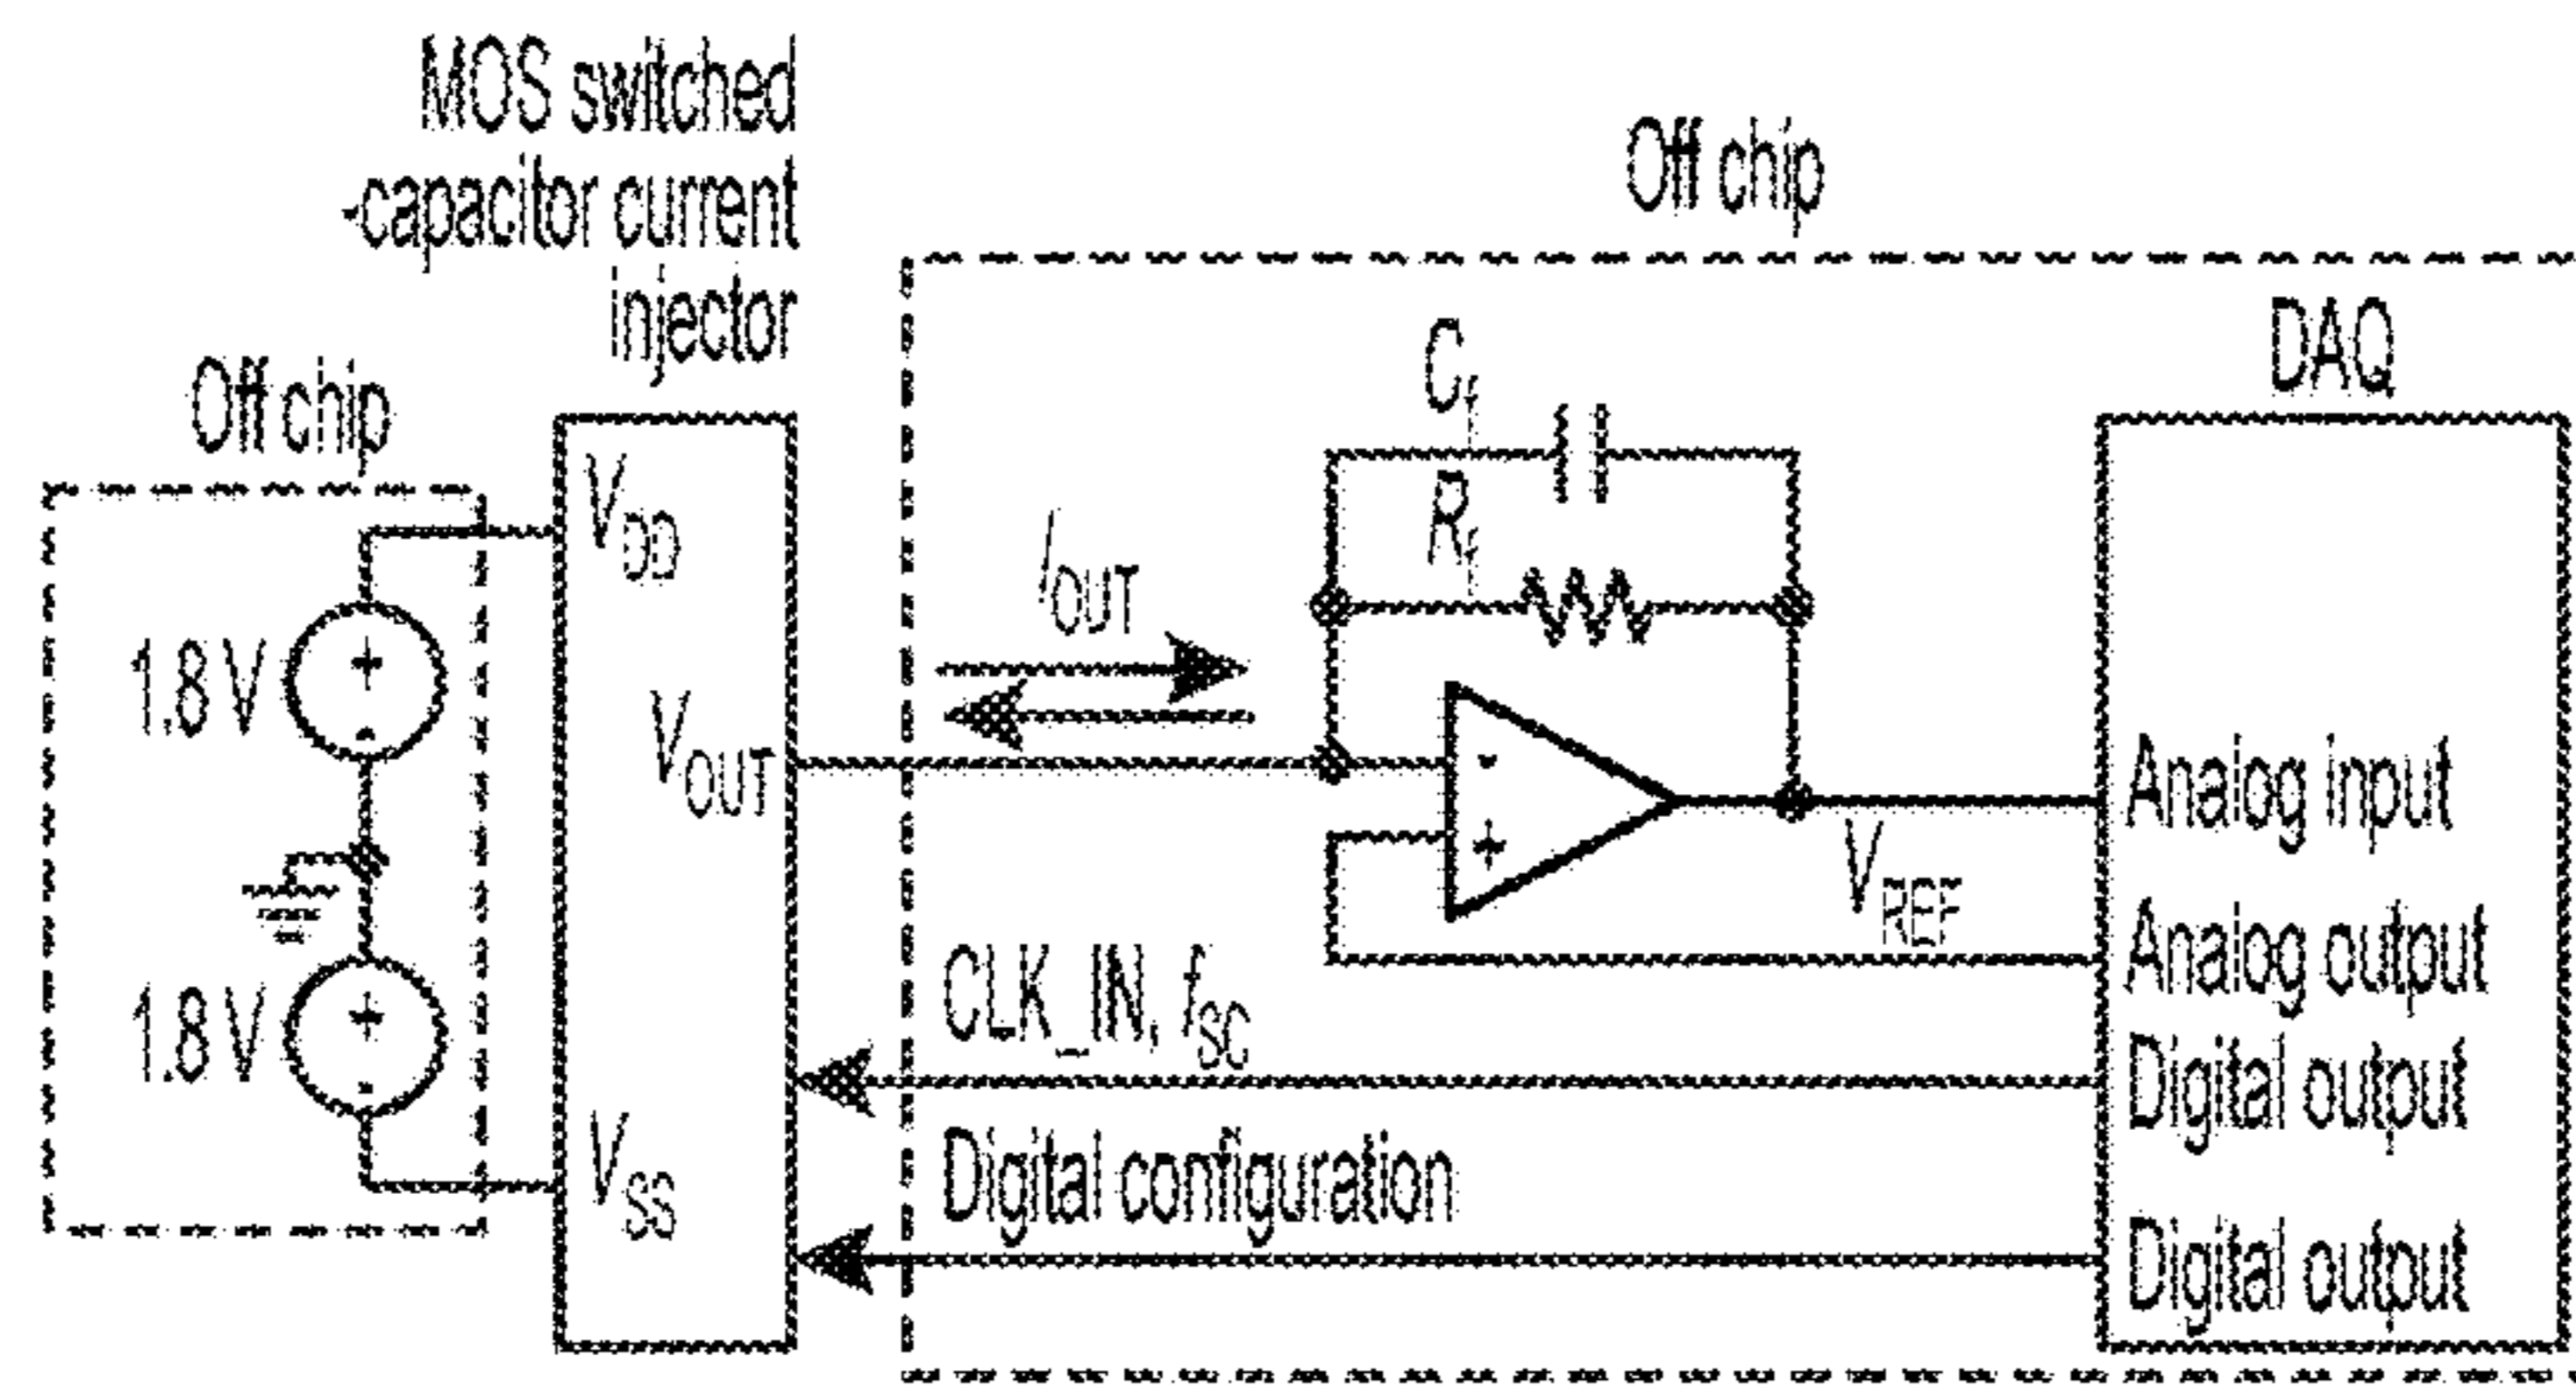 MOS switched
-capacitor current
injector
Off chip
Off chip
DAQ
1.8 V
+
-
1.8 V
+
-
V_DD
V_OUT
V_SS
I_OUT
C_f
R_f
-
+
V_REF
CLK_IN, f_SC
Digital configuration
Analog input
Analog output
Digital output
Digital output